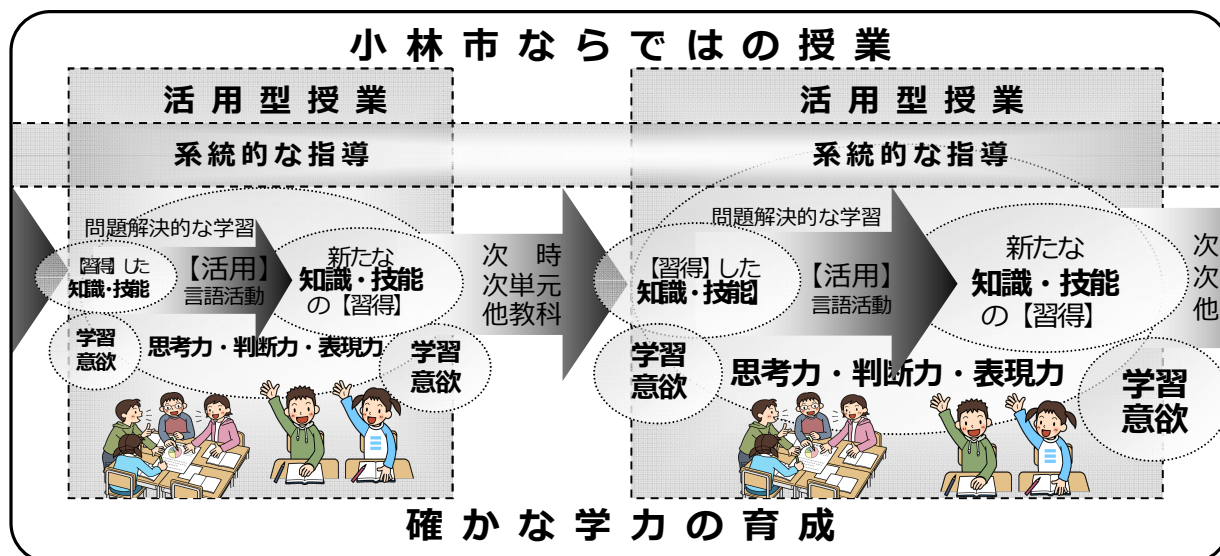 小林市ならではの授業
活用型授業
系統的な指導
問題解決的な学習
【習得】した
知識・技能
【活用】
言語活動
新たな
知識・技能
の【習得】
学習
意欲
思考力・判断力・表現力
学習
意欲
次　時
次単元
他教科
活用型授業
系統的な指導
問題解決的な学習
【習得】した
知識・技能】
【活用】
言語活動
新たな
知識・技能
の【習得】
学習
意欲
思考力・判断力・表現力
学習
意欲
次
次
他
確かな学力の育成